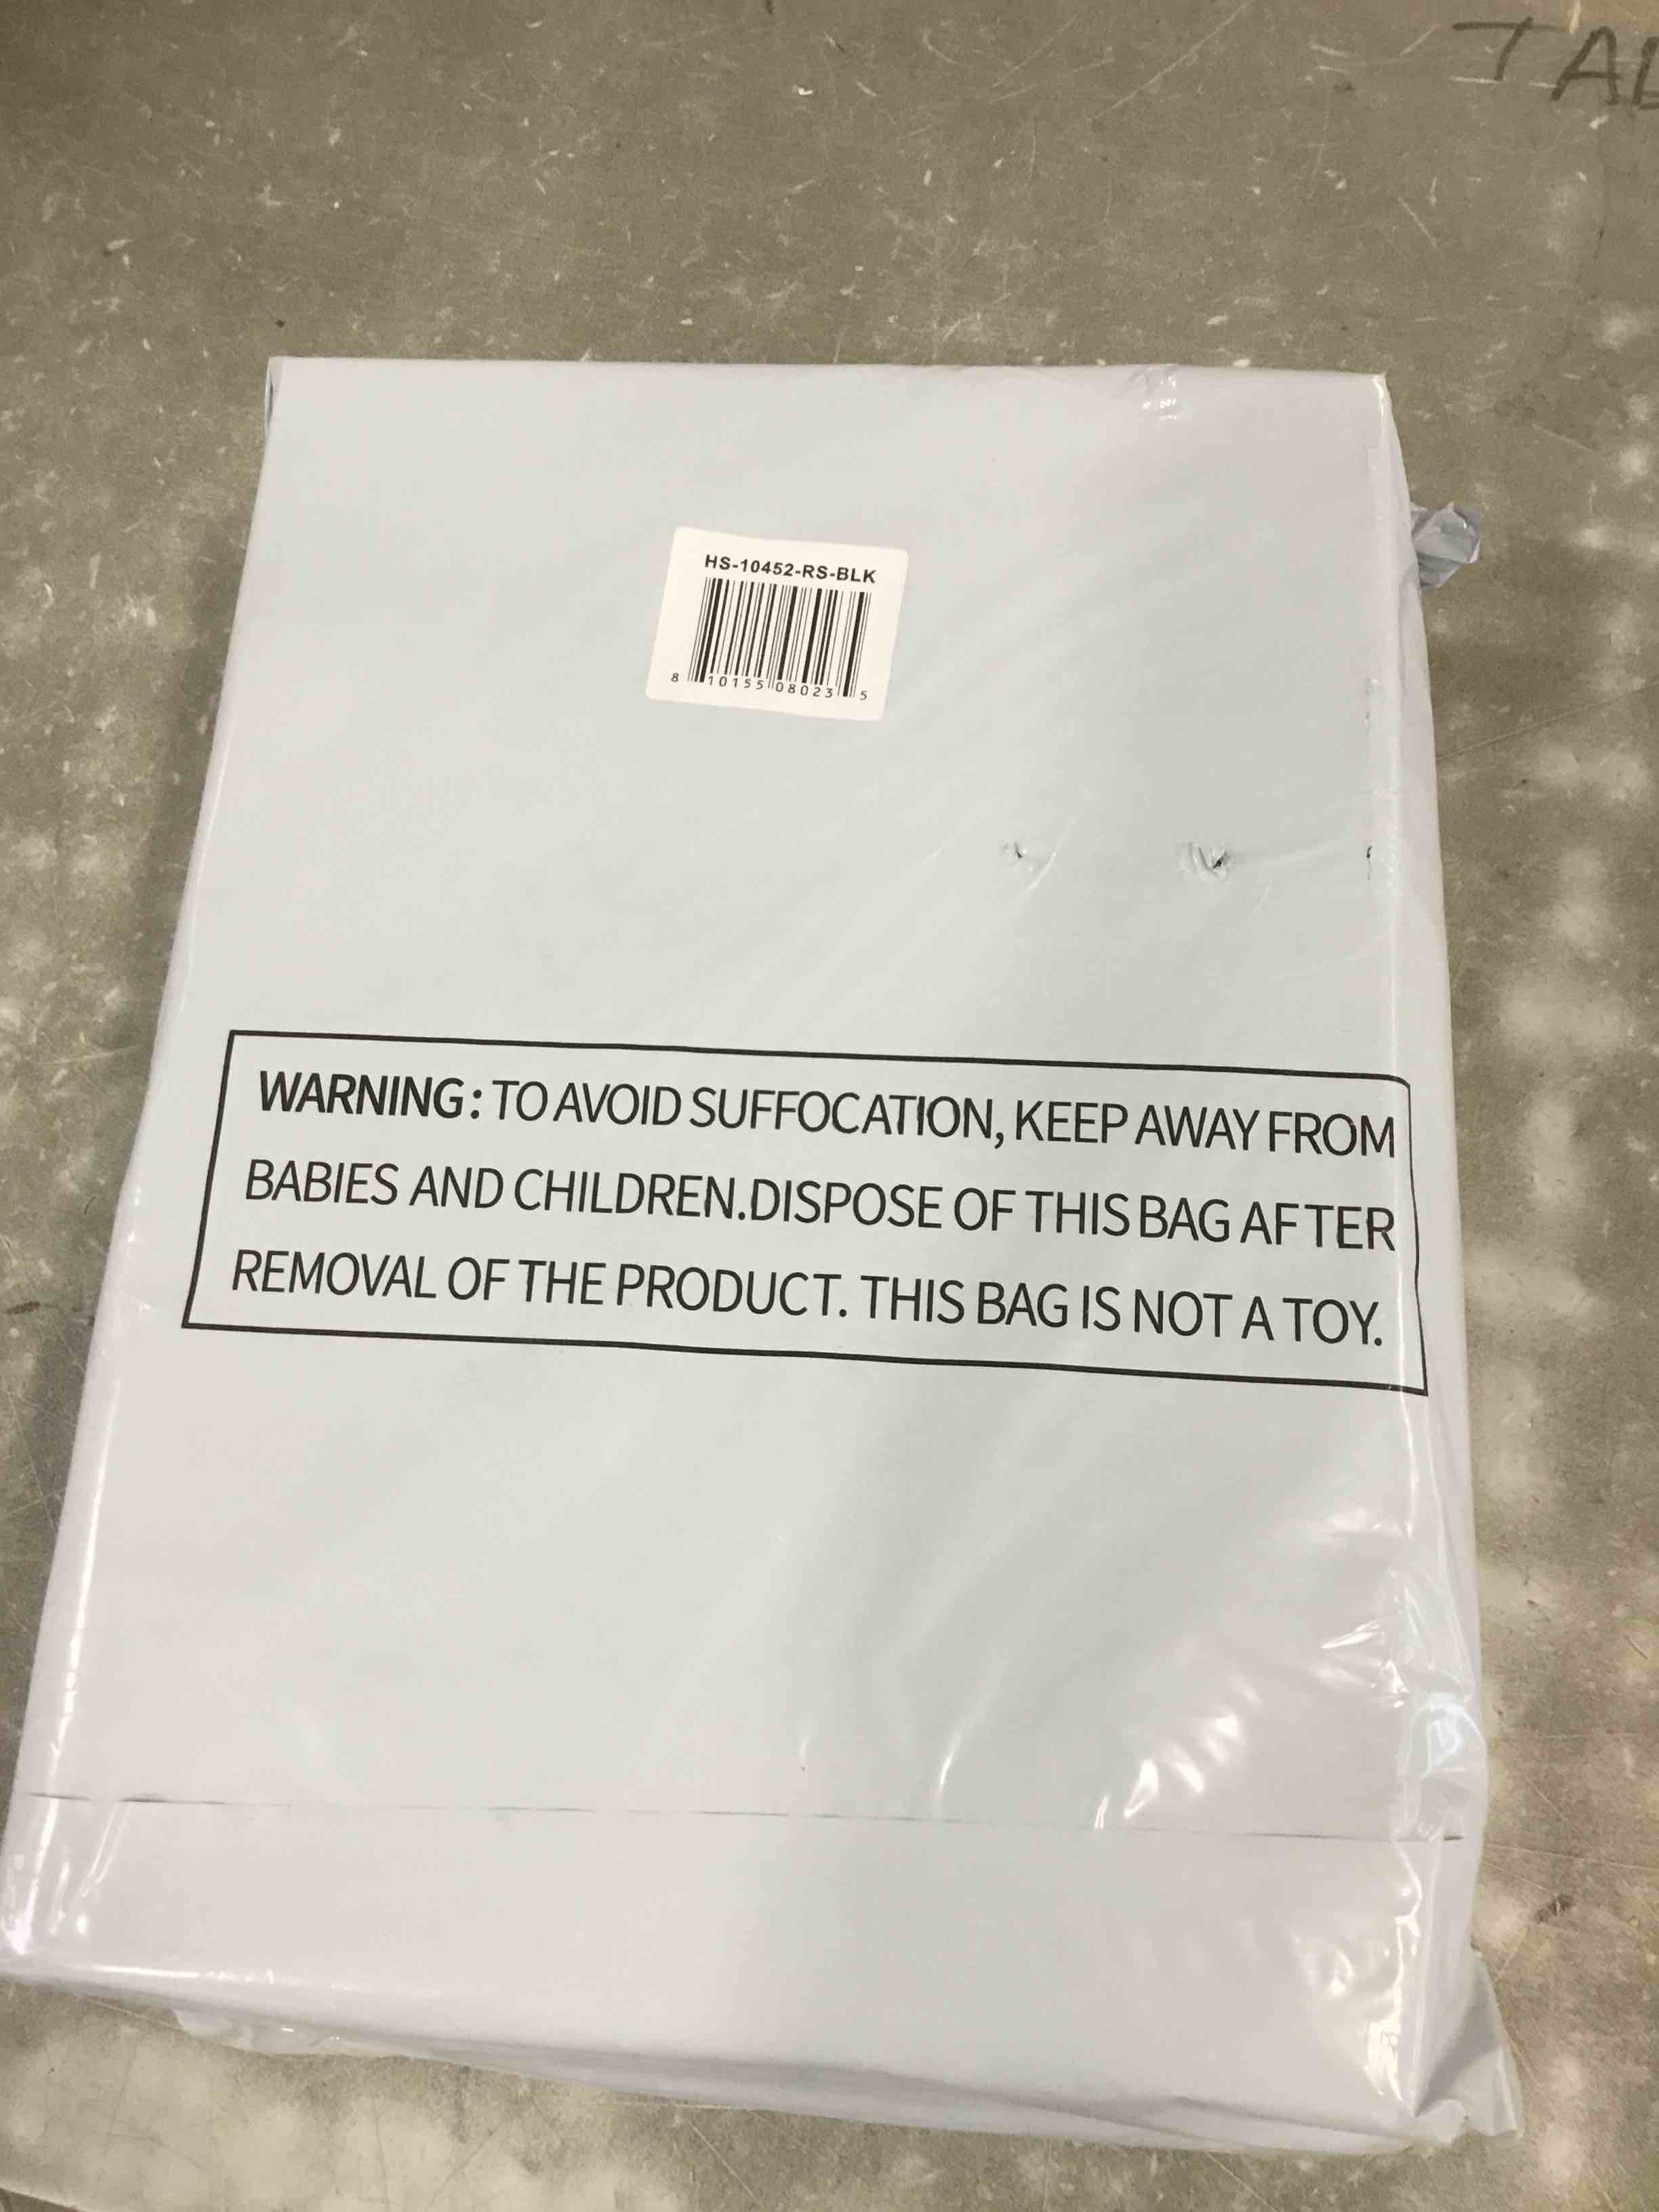 TAL
HS-10452-RS-BLK
8 10155 08023 5
WARNING: TO AVOID SUFFOCATION, KEEP AWAY FROM
BABIES AND CHILDREN.DISPOSE OF THIS BAG AFTER
REMOVAL OF THE PRODUCT. THIS BAG IS NOT A TOY.